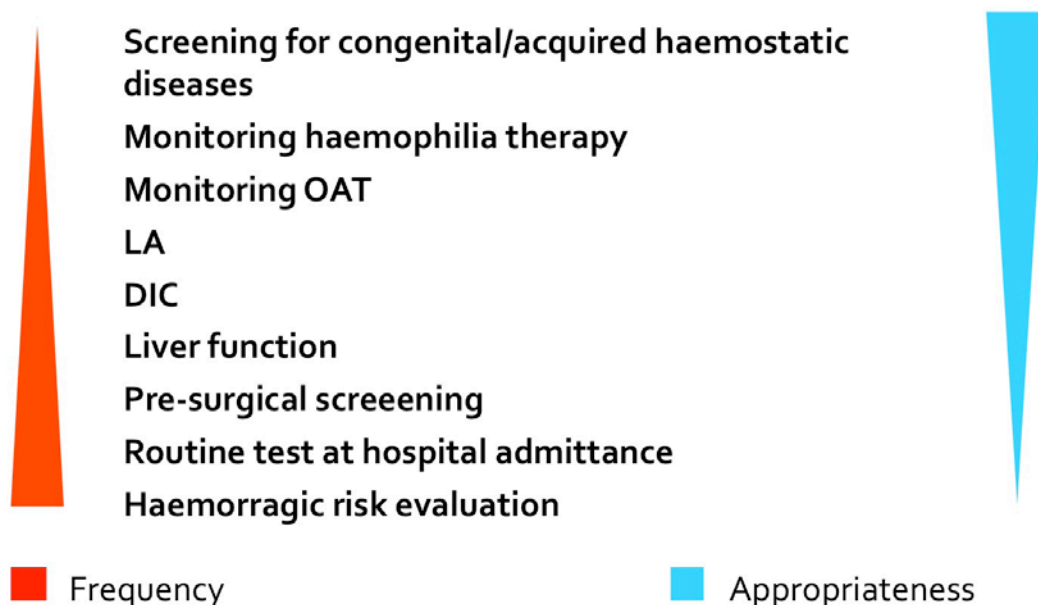 Screening for congenital/acquired haemostatic
diseases
Monitoring haemophilia therapy
Monitoring OAT
LA
DIC
Liver function
Pre-surgical screeening
Routine test at hospital admittance
Haemorragic risk evaluation
Frequency
Appropriateness